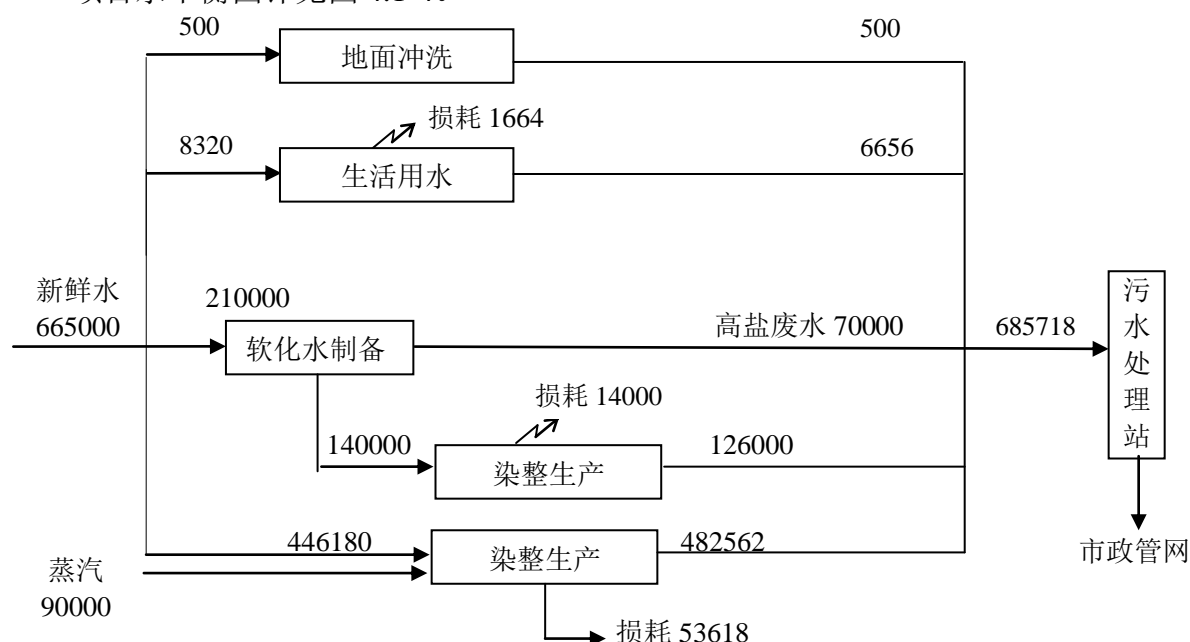 500
地面冲洗
500
损耗 1664
8320
生活用水
6656
新鲜水
665000
210000
软化水制备
高盐废水 70000
685718
污
水
处
理
站
损耗 14000
140000
染整生产
126000
446180
染整生产
482562
市政管网
蒸汽
90000
损耗 53618